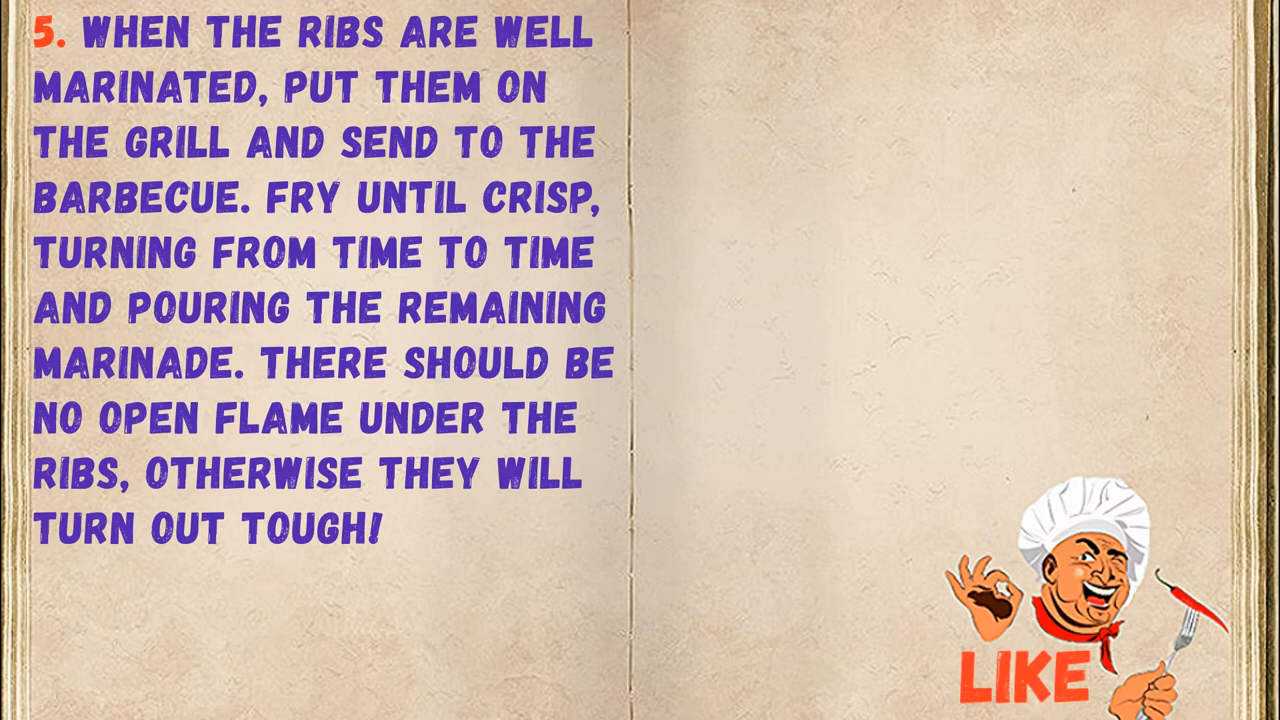 5. WHEN THE RIBS ARE WELL
MARINATED, PUT THEM ON
THE GRILL AND SEND TO THE
BARBECUE. FRY UNTIL CRISP,
TURNING FROM TIME TO TIME
AND POURING THE REMAINING
MARINADE. THERE SHOULD BE
NO OPEN FLAME UNDER THE
RIBS, OTHERWISE THEY WILL
TURN OUT TOUGH!
LIKE